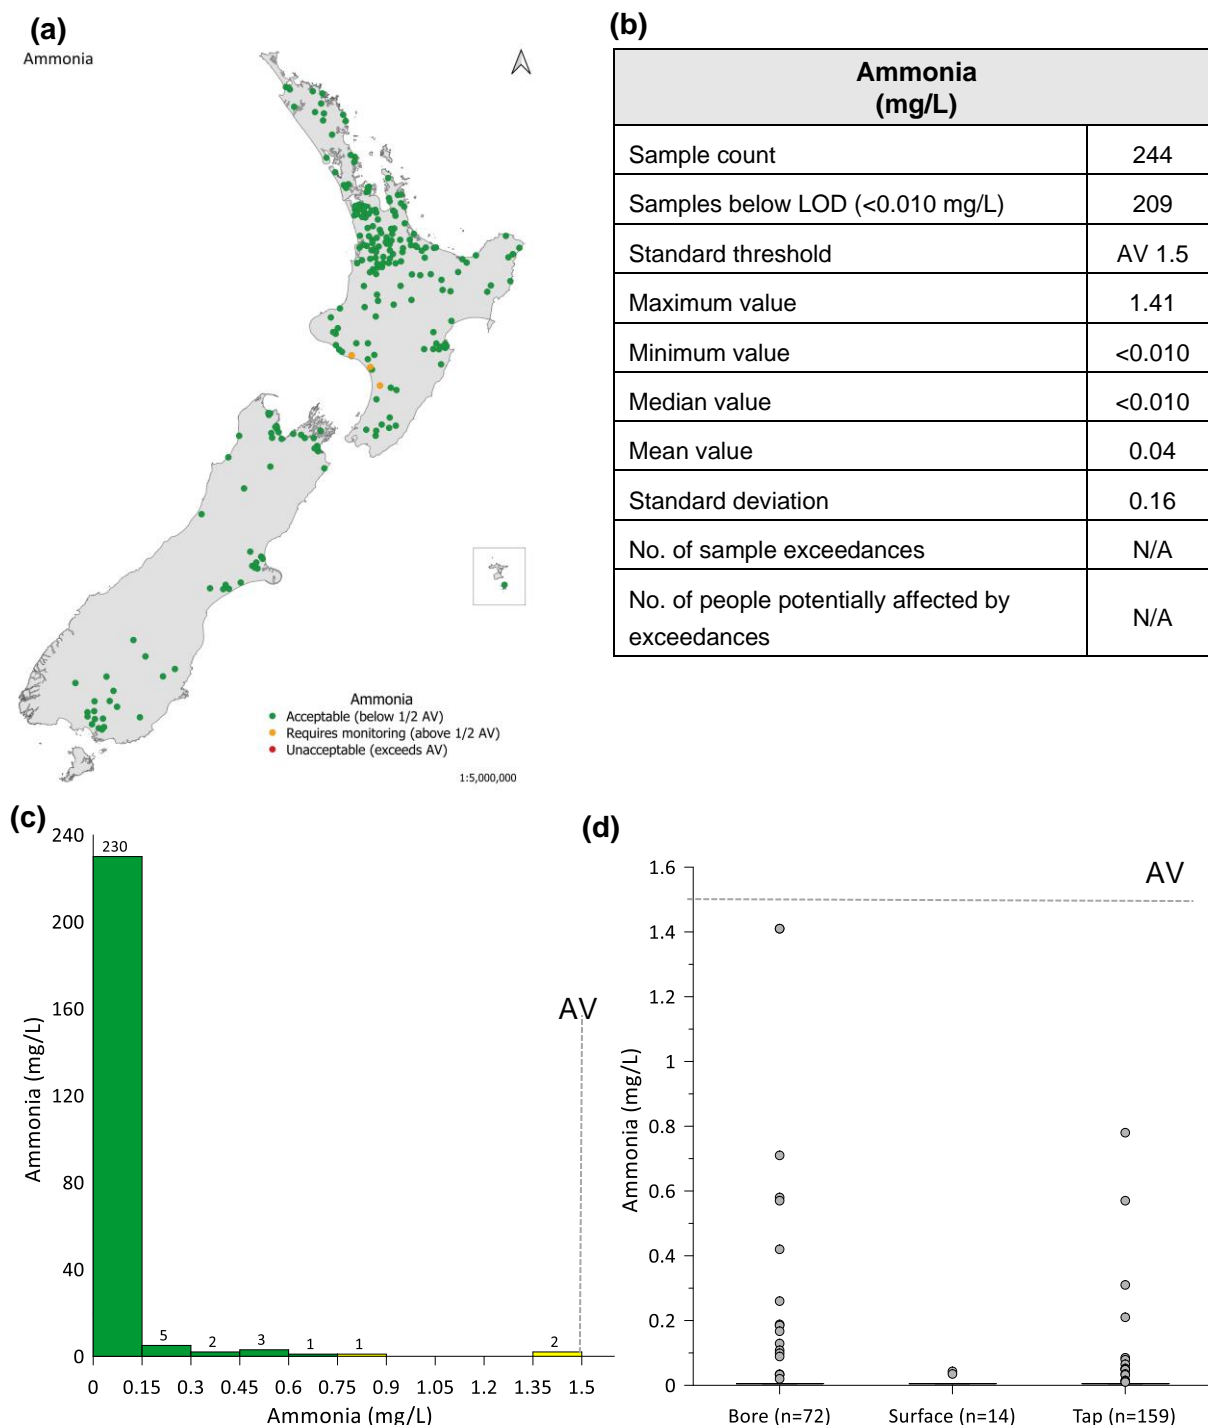 (a)
Ammonia
Ammonia
Acceptable (below 1/2 AV)
Requires monitoring (above 1/2 AV)
Unacceptable (exceeds AV)
1:5,000,000
(b)
Ammonia
(mg/L)
Sample count 244
Samples below LOD (<0.010 mg/L) 209
Standard threshold AV 1.5
Maximum value 1.41
Minimum value <0.010
Median value <0.010
Mean value 0.04
Standard deviation 0.16
No. of sample exceedances N/A
No. of people potentially affected by
exceedances N/A
(c)
240
200
160
120
80
40
0
Ammonia (mg/L)
230
5
2
3
1
1
2
AV
0 0.15 0.3 0.45 0.6 0.75 0.9 1.05 1.2 1.35 1.5
Ammonia (mg/L)
(d)
1.6
1.4
1.2
1
0.8
0.6
0.4
0.2
0
Ammonia (mg/L)
AV
Bore (n=72) Surface (n=14) Tap (n=159)